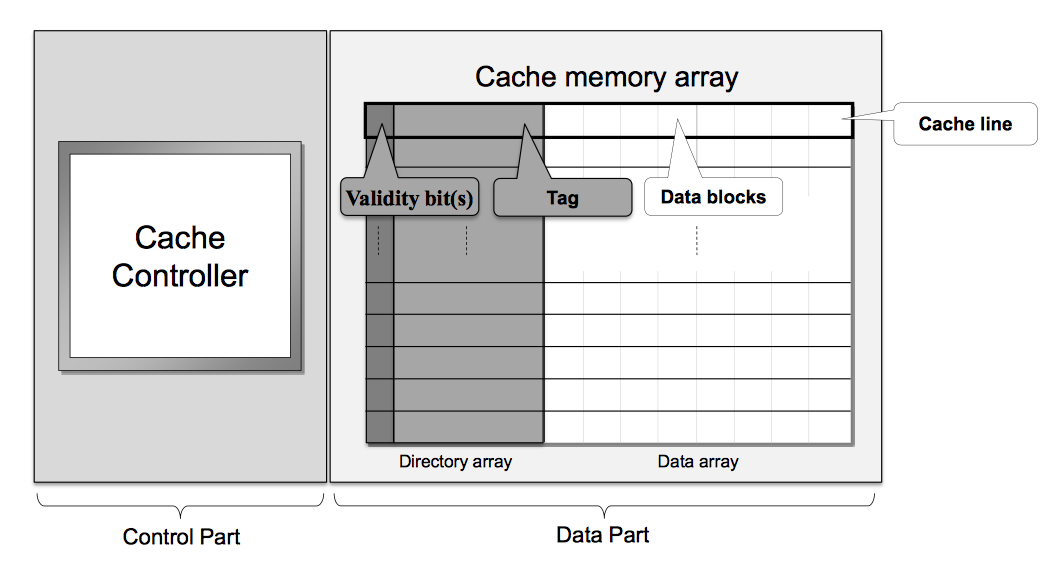 Cache memory array
Cache line
Validity bit(s)
Tag
Data blocks
Cache
Controller
Directory array
Data array
Control Part
Data Part